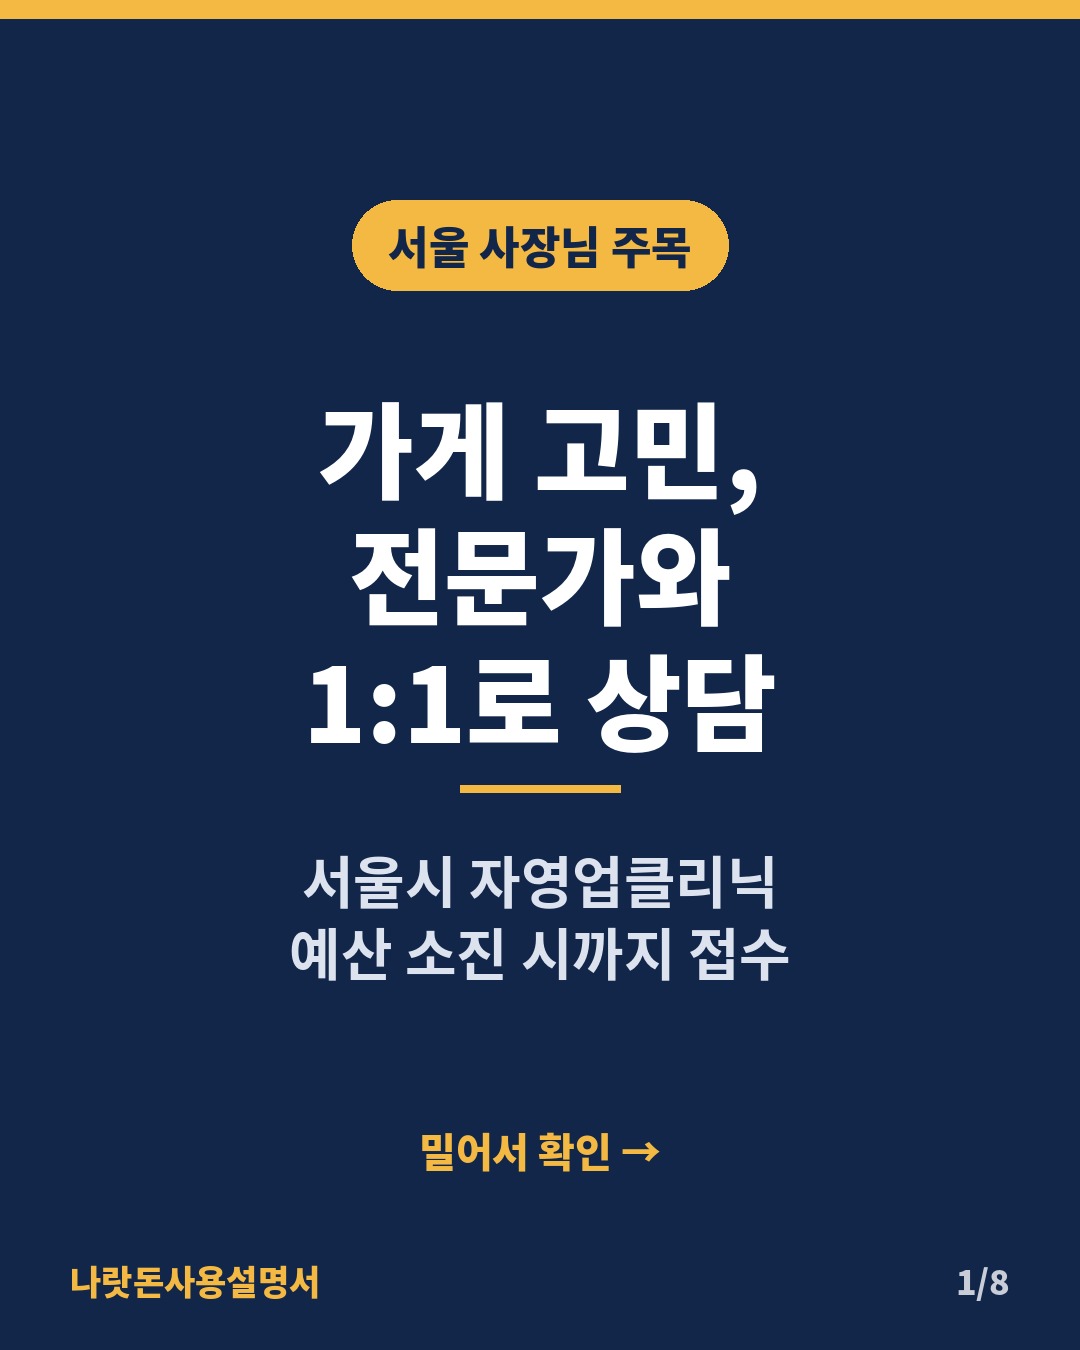 서울 사장님 주목
가게 고민,
전문가와
1:1로 상담
서울시 자영업클리닉
예산 소진 시까지 접수
밀어서 확인 →
나랏돈사용설명서
1/8